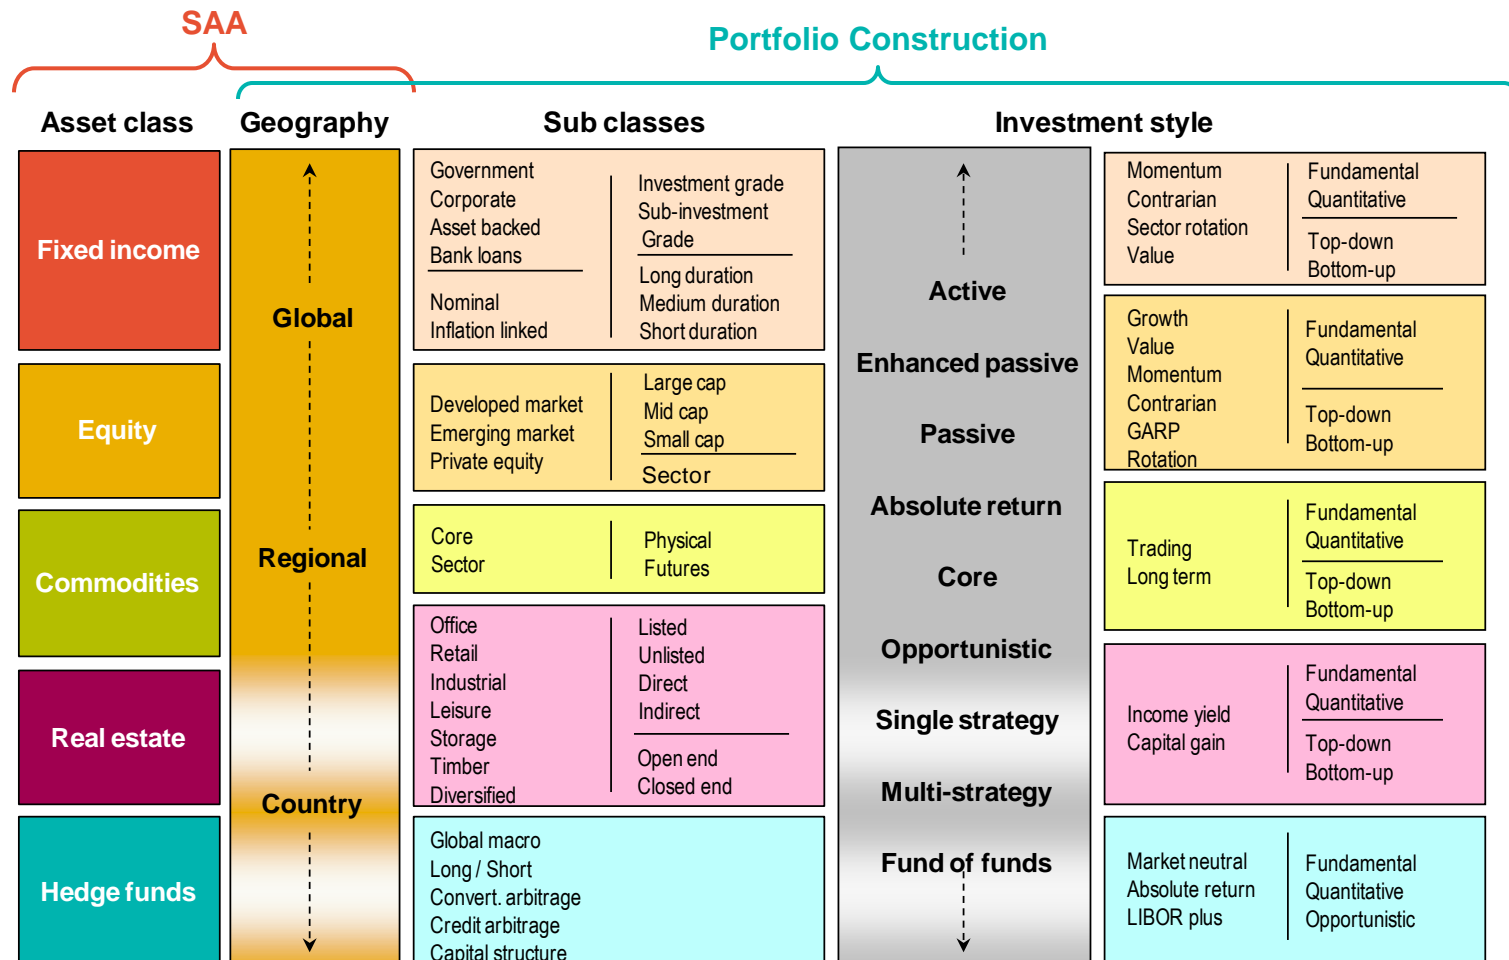 SAA
Portfolio Construction
Asset class
Geography
Sub classes
Investment style
Fixed income
Equity
Commodities
Real estate
Hedge funds
Global
Regional
Country
Government
Corporate
Asset backed
Bank loans
Nominal
Inflation linked
Investment grade
Sub-investment
Grade
Long duration
Medium duration
Short duration
Developed market
Emerging market
Private equity
Large cap
Mid cap
Small cap
Sector
Core
Sector
Physical
Futures
Office
Retail
Industrial
Leisure
Storage
Timber
Diversified
Listed
Unlisted
Direct
Indirect
Open end
Closed end
Global macro
Long / Short
Convert. arbitrage
Credit arbitrage
Capital structure
Active
Enhanced passive
Passive
Absolute return
Core
Opportunistic
Single strategy
Multi-strategy
Fund of funds
Momentum
Contrarian
Sector rotation
Value
Fundamental
Quantitative
Top-down
Bottom-up
Growth
Value
Momentum
Contrarian
GARP
Rotation
Fundamental
Quantitative
Top-down
Bottom-up
Trading
Long term
Fundamental
Quantitative
Top-down
Bottom-up
Income yield
Capital gain
Fundamental
Quantitative
Top-down
Bottom-up
Market neutral
Absolute return
LIBOR plus
Fundamental
Quantitative
Opportunistic